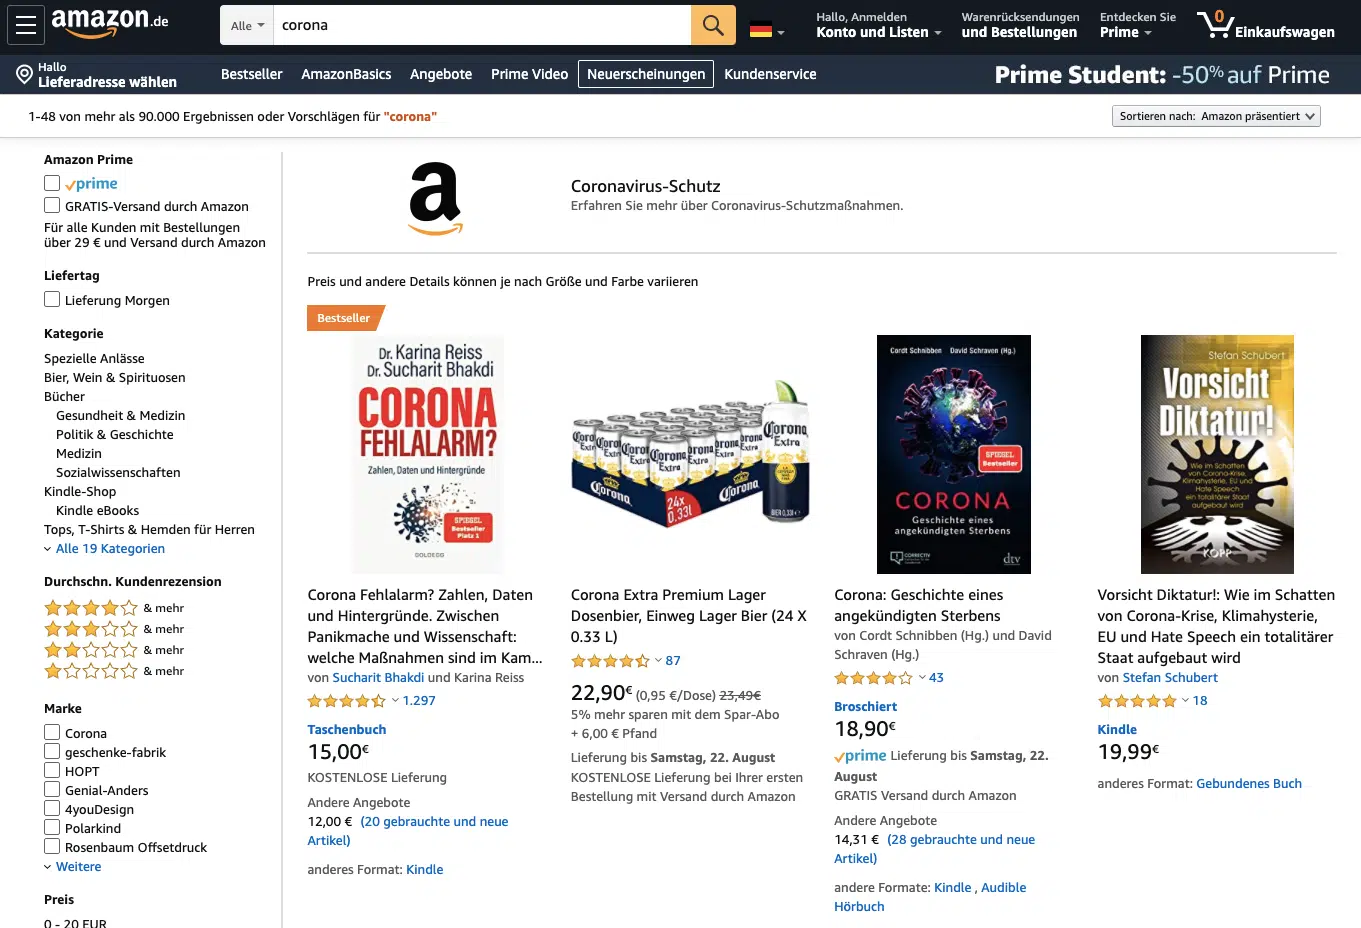 amazon.de
Alle
corona
Hallo, Anmelden
Konto und Listen
Warenrücksendungen
und Bestellungen
Entdecken Sie
Prime
0
Einkaufswagen
Hallo
Lieferadresse wählen
Bestseller
AmazonBasics
Angebote
Prime Video
Neuerscheinungen
Kundenservice
Prime Student: -50% auf Prime
1-48 von mehr als 90.000 Ergebnissen oder Vorschlägen für "corona"
Sortieren nach: Amazon präsentiert
Amazon Prime
prime
GRATIS-Versand durch Amazon
Für alle Kunden mit Bestellungen
über 29 € und Versand durch Amazon
Liefertag
Lieferung Morgen
Kategorie
Spezielle Anlässe
Bier, Wein & Spirituosen
Bücher
Gesundheit & Medizin
Politik & Geschichte
Medizin
Sozialwissenschaften
Kindle-Shop
Kindle eBooks
Tops, T-Shirts & Hemden für Herren
Alle 19 Kategorien
Durchschn. Kundenrezension
& mehr
& mehr
& mehr
& mehr
Marke
Corona
geschenke-fabrik
HOPT
Genial-Anders
4youDesign
Polarkind
Rosenbaum Offsetdruck
Weitere
Preis
0 - 20 EUR
a
Coronavirus-Schutz
Erfahren Sie mehr über Coronavirus-Schutzmaßnahmen.
Preis und andere Details können je nach Größe und Farbe variieren
Bestseller
Dr. Karina Reiss
Dr. Sucharit Bhakdi
CORONA
FEHLALARM?
Zahlen, Daten und Hintergründe
SPIEGEL
Bestseller
Platz 1
GOLDEGG
Corona Fehlalarm? Zahlen, Daten
und Hintergründe. Zwischen
Panikmache und Wissenschaft:
welche Maßnahmen sind im Kam...
von Sucharit Bhakdi und Karina Reiss
1.297
Taschenbuch
15,00€
KOSTENLOSE Lieferung
Andere Angebote
12,00 € (20 gebrauchte und neue
Artikel)
anderes Format: Kindle
Corona
Extra
Corona
24x
0,33l
BIER 0,33l
Corona Extra Premium Lager
Dosenbier, Einweg Lager Bier (24 X
0.33 L)
87
22,90€ (0,95 €/Dose) 23,49€
5% mehr sparen mit dem Spar-Abo
+ 6,00 € Pfand
Lieferung bis Samstag, 22. August
KOSTENLOSE Lieferung bei Ihrer ersten
Bestellung mit Versand durch Amazon
Cordt Schnibben David Schraven (Hg.)
SPIEGEL
Bestseller
CORONA
Geschichte eines
angekündigten Sterbens
CORRECTIV
dtv
Corona: Geschichte eines
angekündigten Sterbens
von Cordt Schnibben (Hg.) und David
Schraven (Hg.)
43
Broschiert
18,90€
prime Lieferung bis Samstag, 22.
August
GRATIS Versand durch Amazon
Andere Angebote
14,31 € (28 gebrauchte und neue
Artikel)
andere Formate: Kindle , Audible
Hörbuch
Stefan Schubert
Vorsicht
Diktatur!
Wie im Schatten
von Corona-Krise,
Klimahysterie, EU und
Hate Speech
ein totalitärer Staat
aufgebaut wird
KOPP
Vorsicht Diktatur!: Wie im Schatten
von Corona-Krise, Klimahysterie,
EU und Hate Speech ein totalitärer
Staat aufgebaut wird
von Stefan Schubert
18
Kindle
19,99€
anderes Format: Gebundenes Buch